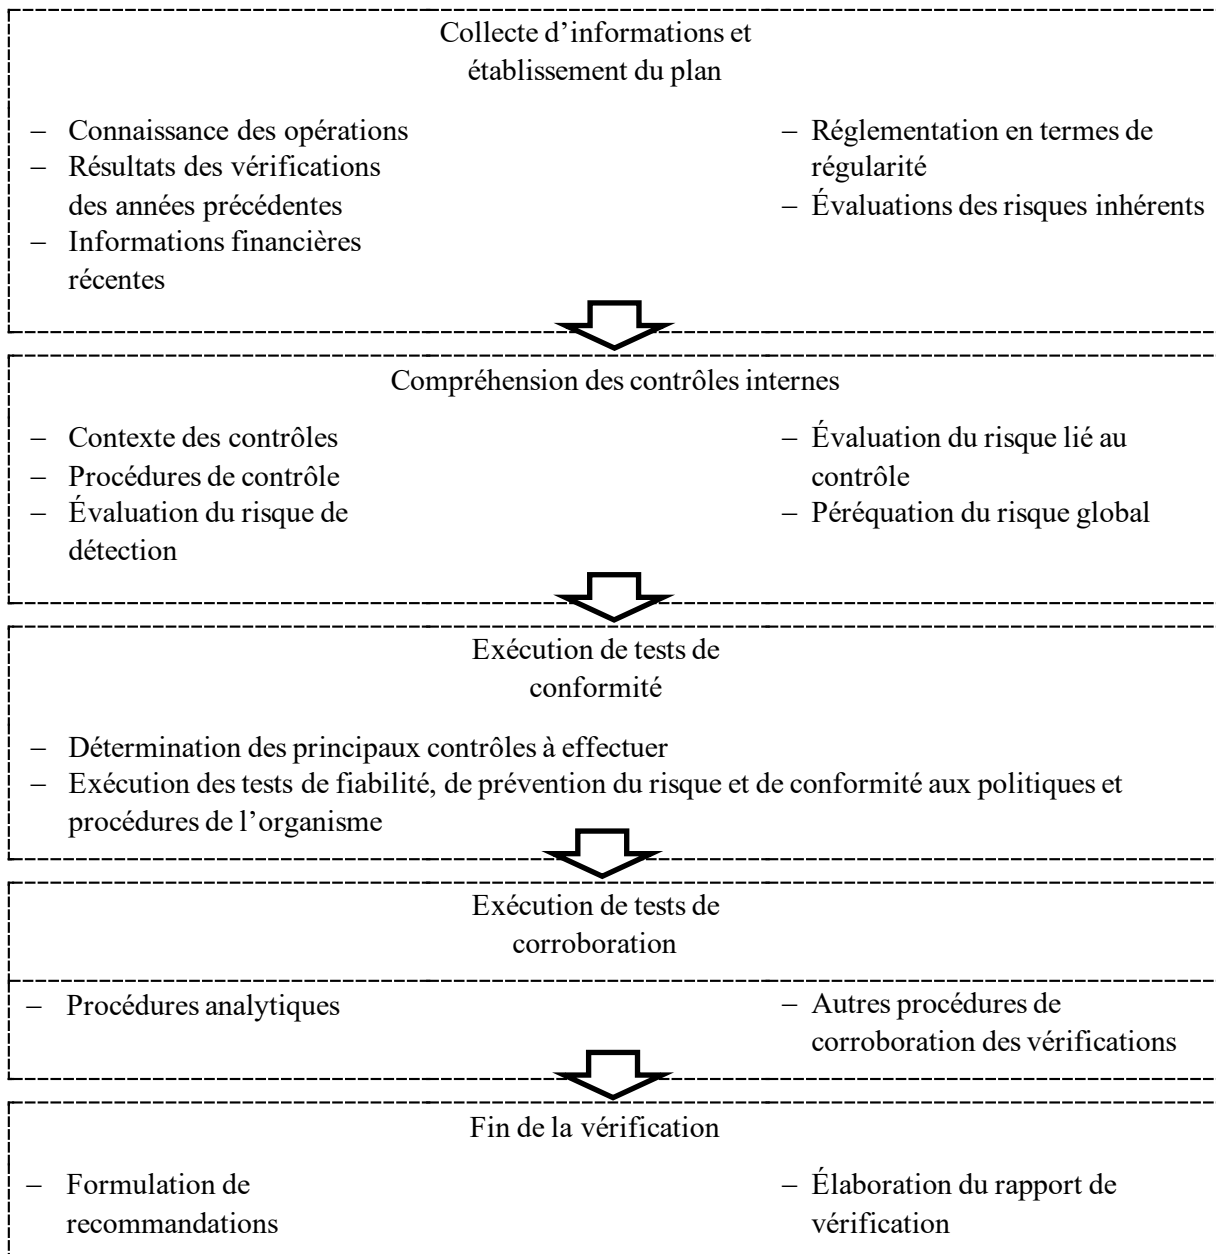 Collecte d’informations et
établissement du plan
– Connaissance des opérations
– Résultats des vérifications
des années précédentes
– Informations financières
récentes
– Réglementation en termes de
régularité
– Évaluations des risques inhérents
Compréhension des contrôles internes
– Contexte des contrôles
– Procédures de contrôle
– Évaluation du risque de
détection
– Évaluation du risque lié au
contrôle
– Péréquation du risque global
Exécution de tests de
conformité
– Détermination des principaux contrôles à effectuer
– Exécution des tests de fiabilité, de prévention du risque et de conformité aux politiques et
procédures de l’organisme
Exécution de tests de
corroboration
– Procédures analytiques
– Autres procédures de
corroboration des vérifications
Fin de la vérification
– Formulation de
recommandations
– Élaboration du rapport de
vérification